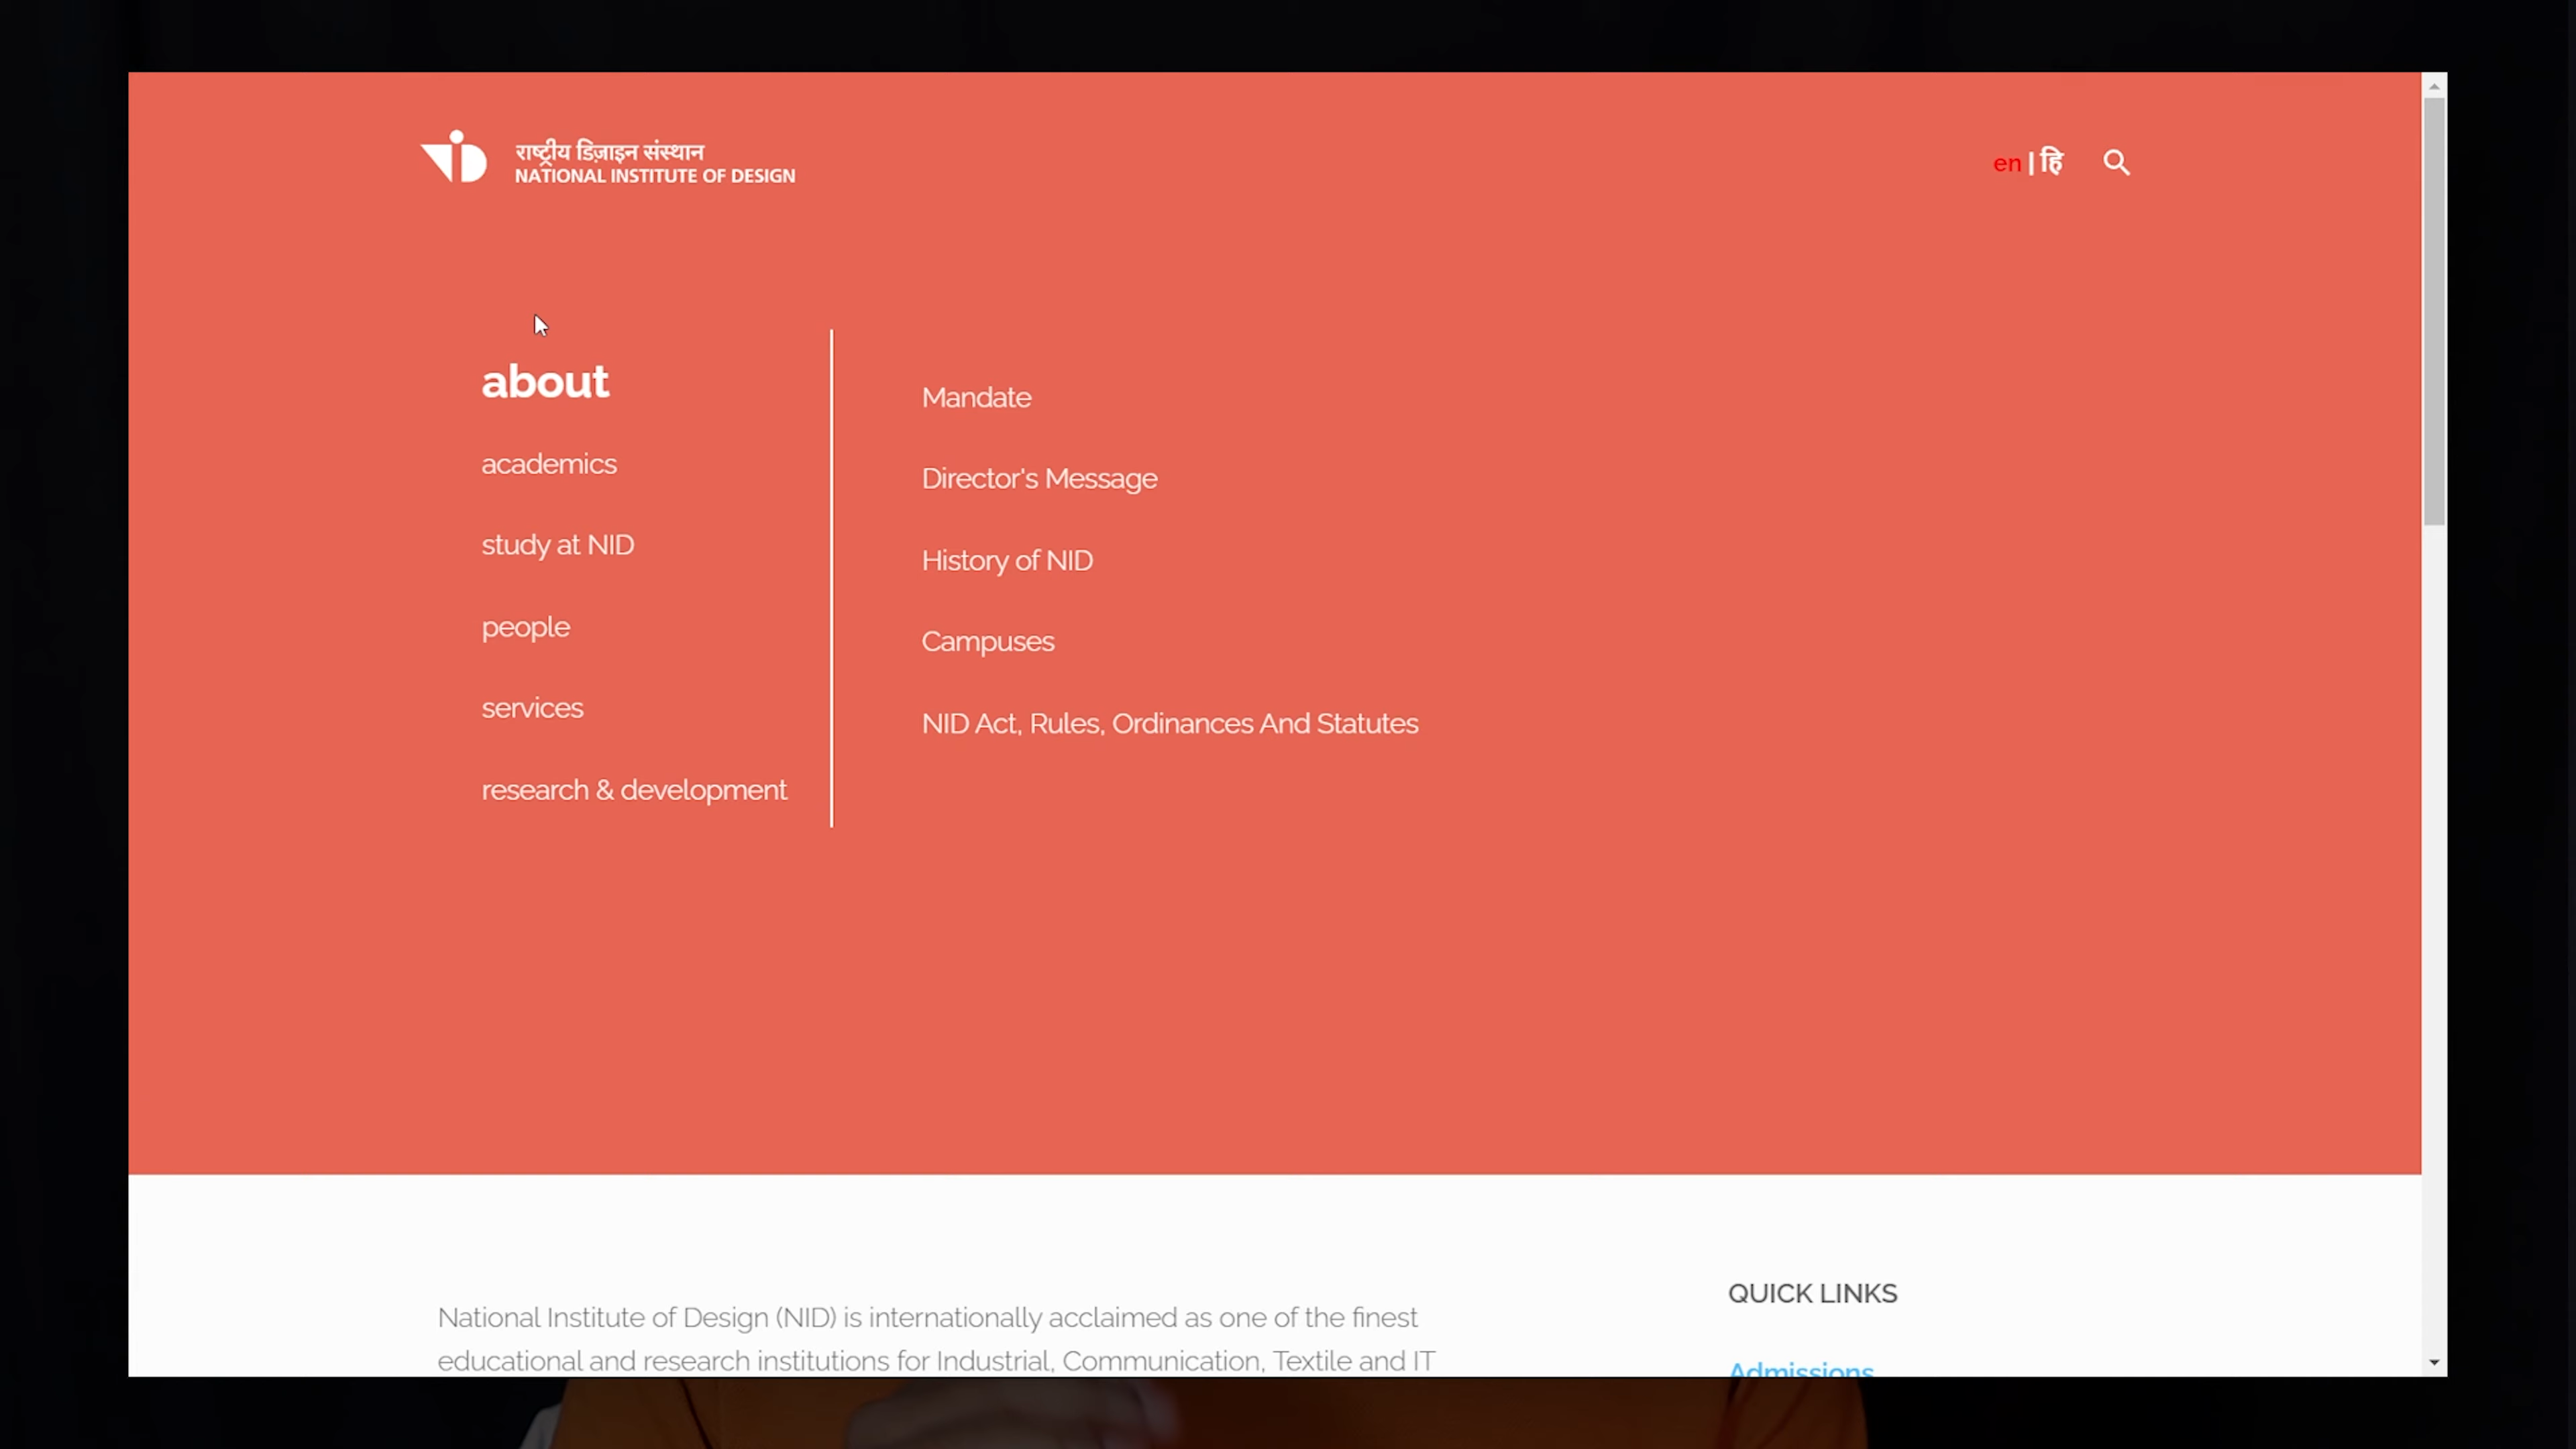 राष्ट्रीय डिज़ाइन संस्थान
NATIONAL INSTITUTE OF DESIGN
en | हि
about
academics
study at NID
people
services
research & development
Mandate
Director's Message
History of NID
Campuses
NID Act, Rules, Ordinances And Statutes
National Institute of Design (NID) is internationally acclaimed as one of the finest
educational and research institutions for Industrial, Communication, Textile and IT
QUICK LINKS
Admissions